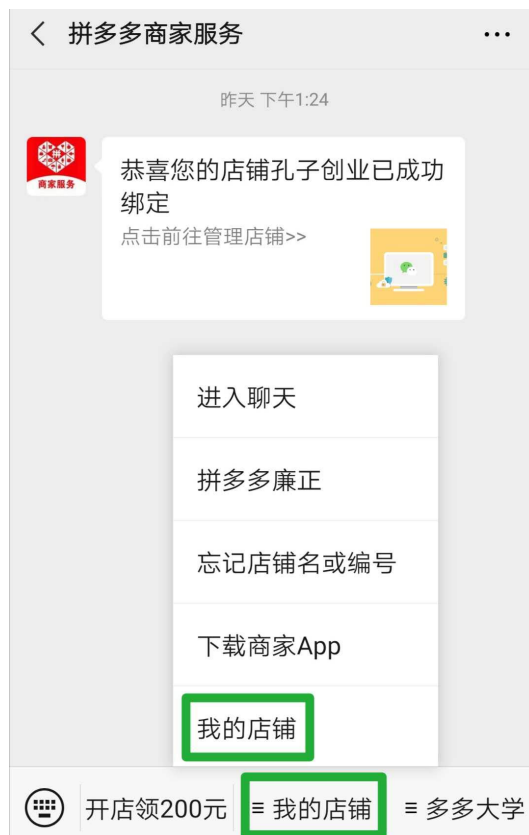 拼多多商家服务
昨天 下午1:24
拼
商家服务
恭喜您的店铺孔子创业已成功
绑定
点击前往管理店铺>>
进入聊天
拼多多廉正
忘记店铺名或编号
下载商家App
我的店铺
开店领200元
我的店铺
多多大学